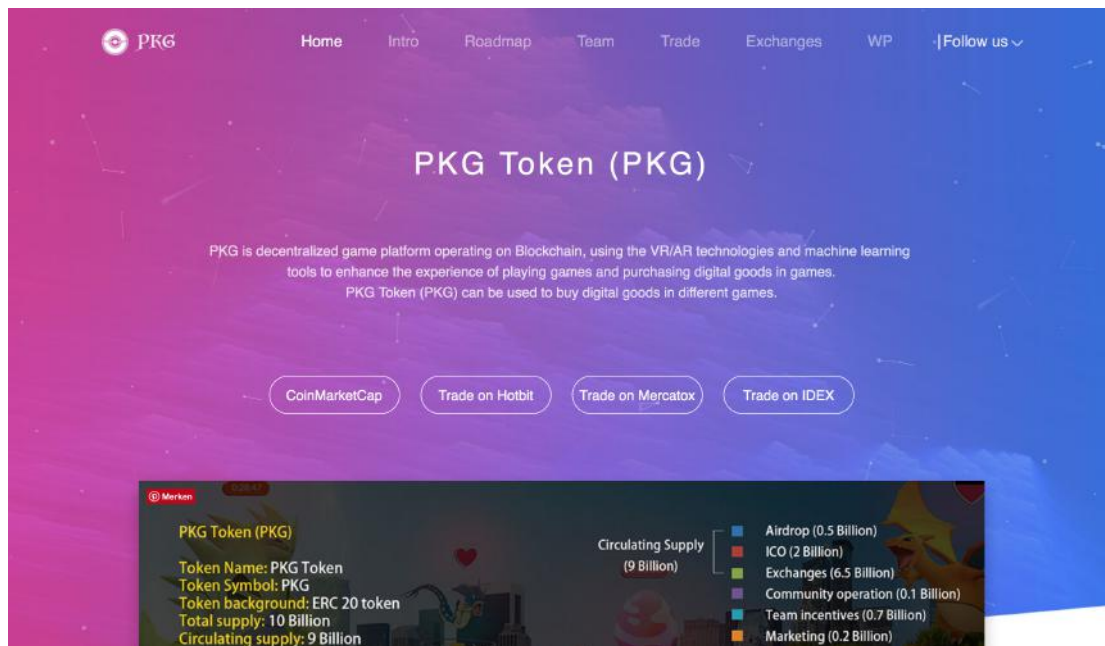 PKG
Home
Intro
Roadmap
Team
Trade
Exchanges
WP
Follow us
PKG Token (PKG)
PKG is decentralized game platform operating on Blockchain, using the VR/AR technologies and machine learning
tools to enhance the experience of playing games and purchasing digital goods in games.
PKG Token (PKG) can be used to buy digital goods in different games.
CoinMarketCap
Trade on Hotbit
Trade on Mercatox
Trade on IDEX
Merken
0:28:47
PKG Token (PKG)
Token Name: PKG Token
Token Symbol: PKG
Token background: ERC 20 token
Total supply: 10 Billion
Circulating supply: 9 Billion
Circulating Supply
(9 Billion)
Airdrop (0.5 Billion)
ICO (2 Billion)
Exchanges (6.5 Billion)
Community operation (0.1 Billion)
Team incentives (0.7 Billion)
Marketing (0.2 Billion)